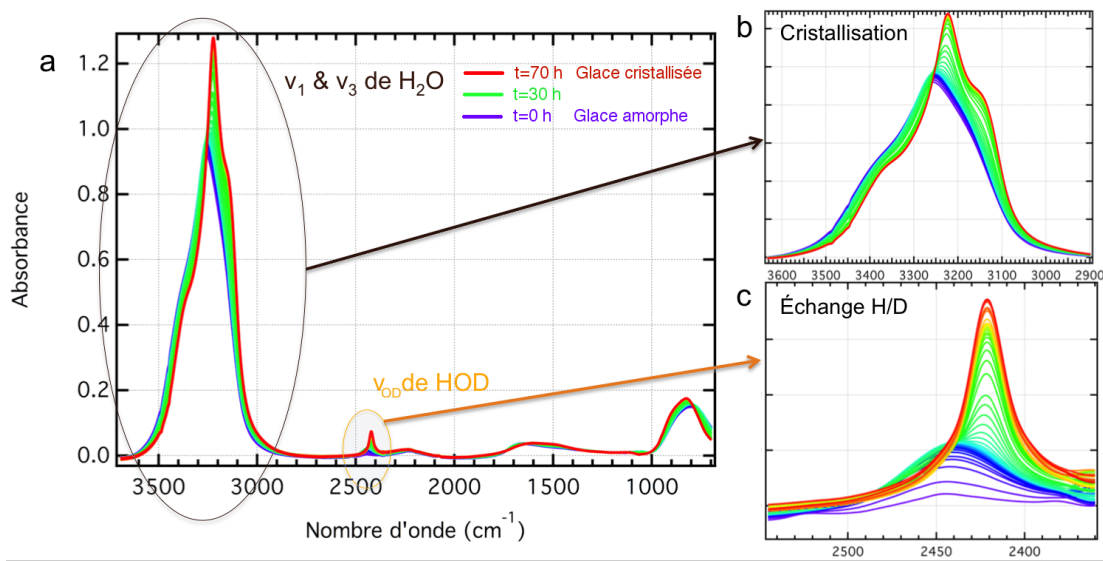 a
Absorbance
1.2
1.0
0.8
0.6
0.4
0.2
0.0
3500
3000
2500
2000
1500
1000
Nombre d'onde (cm⁻¹)
ν₁ & ν₃ de H₂O
t=70 h Glace cristallisée
t=30 h
t=0 h Glace amorphe
ν_OD de HOD
b
Cristallisation
3600 3500 3400 3300 3200 3100 3000 2900
c
Échange H/D
2500 2450 2400